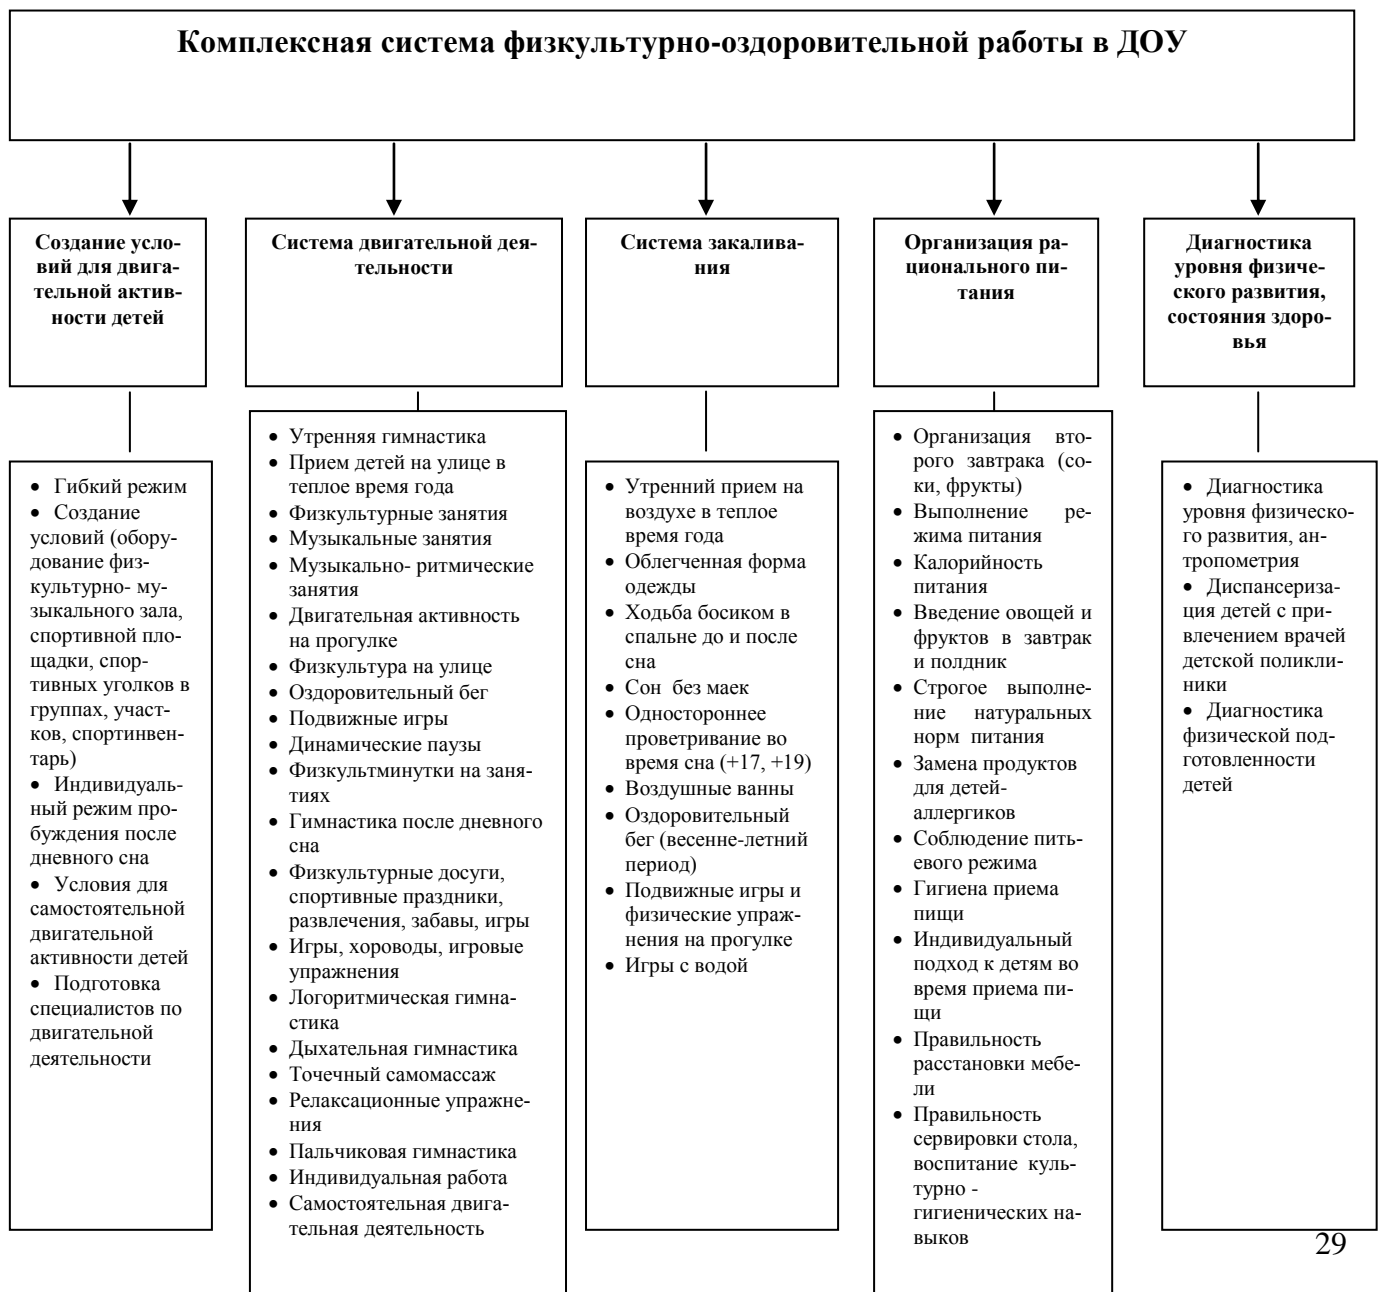 Комплексная система физкультурно-оздоровительной работы в ДОУ
Создание усло-
вий для двига-
тельной актив-
ности детей
Система двигательной дея-
тельности
Система закалива-
ния
Организация ра-
ционального пи-
тания
Диагностика
уровня физиче-
ского развития,
состояния здоро-
вья
• Гибкий режим
• Создание
условий (обору-
дование физ-
культурно- му-
зыкального зала,
спортивной пло-
щадки, спор-
тивных уголков в
группах, участ-
ков, спортинвен-
тарь)
• Индивидуаль-
ный режим про-
буждения после
дневного сна
• Условия для
самостоятельной
двигательной
активности детей
• Подготовка
специалистов по
двигательной
деятельности
• Утренняя гимнастика
• Прием детей на улице в
теплое время года
• Физкультурные занятия
• Музыкальные занятия
• Музыкально- ритмические
занятия
• Двигательная активность
на прогулке
• Физкультура на улице
• Оздоровительный бег
• Подвижные игры
• Динамические паузы
• Физкультминутки на заня-
тиях
• Гимнастика после дневного
сна
• Физкультурные досуги,
спортивные праздники,
развлечения, забавы, игры
• Игры, хороводы, игровые
упражнения
• Логоритмическая гимна-
стика
• Дыхательная гимнастика
• Точечный самомассаж
• Релаксационные упражне-
ния
• Пальчиковая гимнастика
• Индивидуальная работа
• Самостоятельная двига-
тельная деятельность
• Утренний прием на
воздухе в теплое
время года
• Облегченная форма
одежды
• Ходьба босиком в
спальне до и после
сна
• Сон без маек
• Одностороннее
проветривание во
время сна (+17, +19)
• Воздушные ванны
• Оздоровительный
бег (весенне-летний
период)
• Подвижные игры и
физические упраж-
нения на прогулке
• Игры с водой
• Организация вто-
рого завтрака (со-
ки, фрукты)
• Выполнение ре-
жима питания
• Калорийность
питания
• Введение овощей и
фруктов в завтрак
и полдник
• Строгое выполне-
ние натуральных
норм питания
• Замена продуктов
для детей-
аллергиков
• Соблюдение пить-
евого режима
• Гигиена приема
пищи
• Индивидуальный
подход к детям во
время приема пи-
щи
• Правильность
расстановки мебе-
ли
• Правильность
сервировки стола,
воспитание куль-
турно -
гигиенических на-
выков
• Диагностика
уровня физическо-
го развития, ан-
тропометрия
• Диспансериза-
ция детей с при-
влечением врачей
детской поликли-
ники
• Диагностика
физической под-
готовленности
детей
29